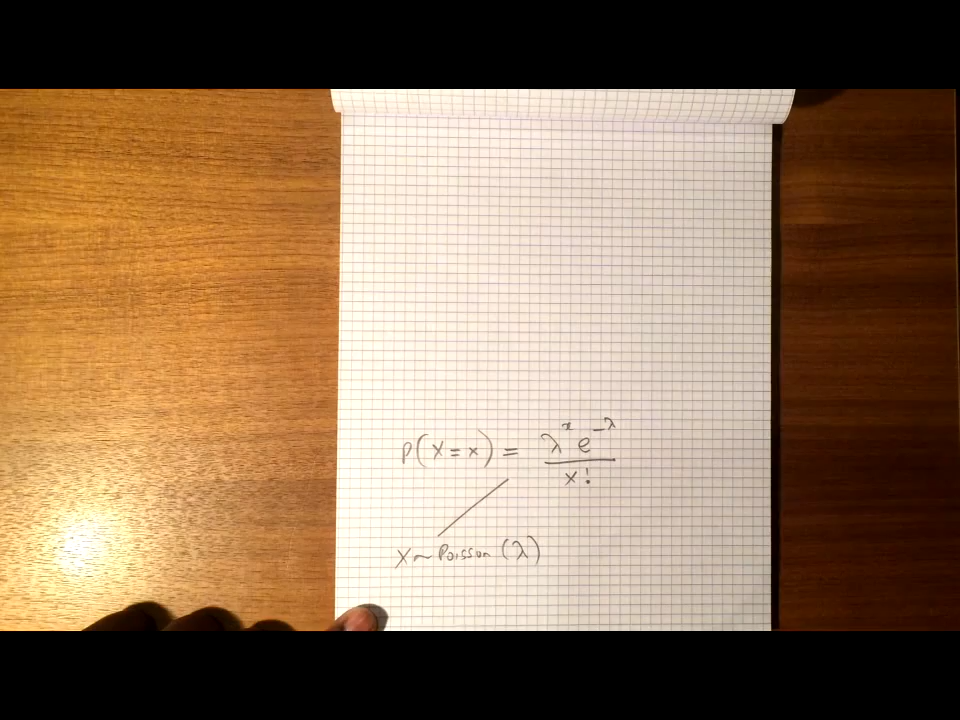 P(X = x) = λ^x e^-λ / x!
X ~ Poisson (λ)